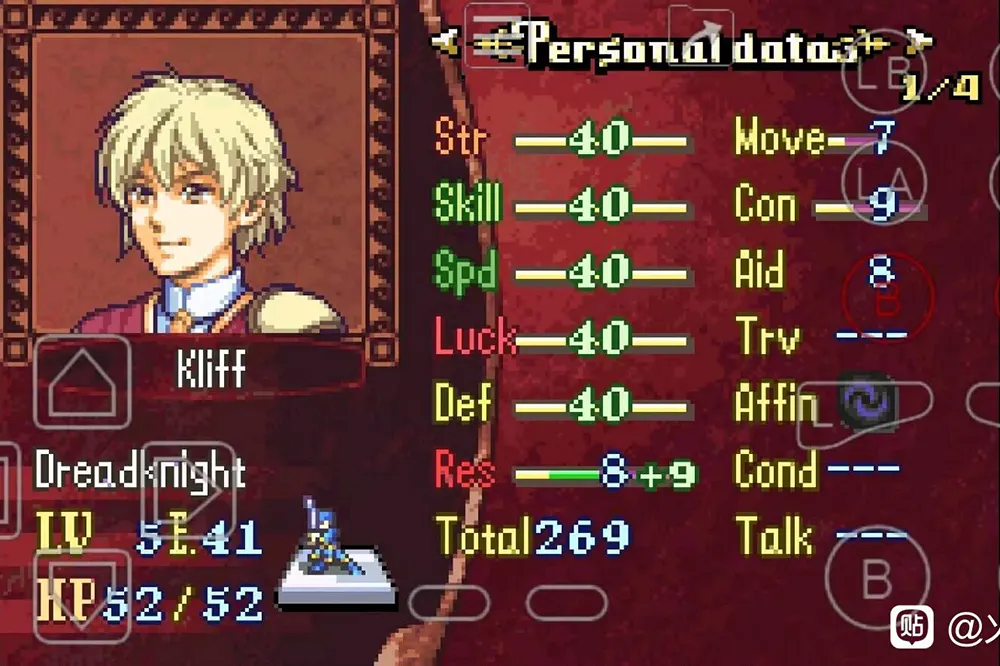 Personal data
1/4
Str 40 Move 7
Skill 40 Con 9
Spd 40 Aid 8
Luck 40 Trv ---
Def 40 Affin
Res 8 +9 Cond ---
Total 269 Talk ---
Kliff
Dreadknight
LV 5 E 41
HP 52/52
LB
LA
B
L
B
贴 @